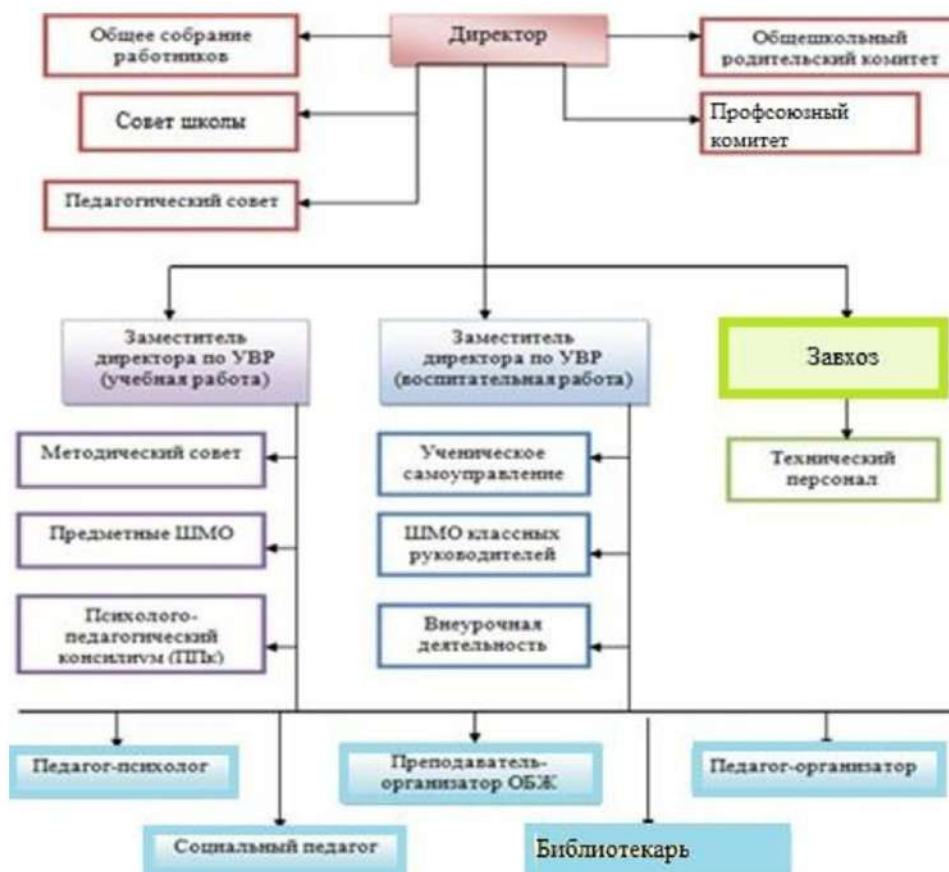 Общее собрание
работников
Директор
Общешкольный
родительский комитет
Совет школы
Профсоюзный
комитет
Педагогический совет
Заместитель
директора по УВР
(учебная работа)
Заместитель
директора по УВР
(воспитательная работа)
Завхоз
Методический совет
Ученическое
самоуправление
Технический
персонал
Предметные ШМО
ШМО классных
руководителей
Психолого-
педагогический
консилиум (ППк)
Внеурочная
деятельность
Педагог-психолог
Преподаватель-
организатор ОБЖ
Педагог-организатор
Социальный педагог
Библиотекарь